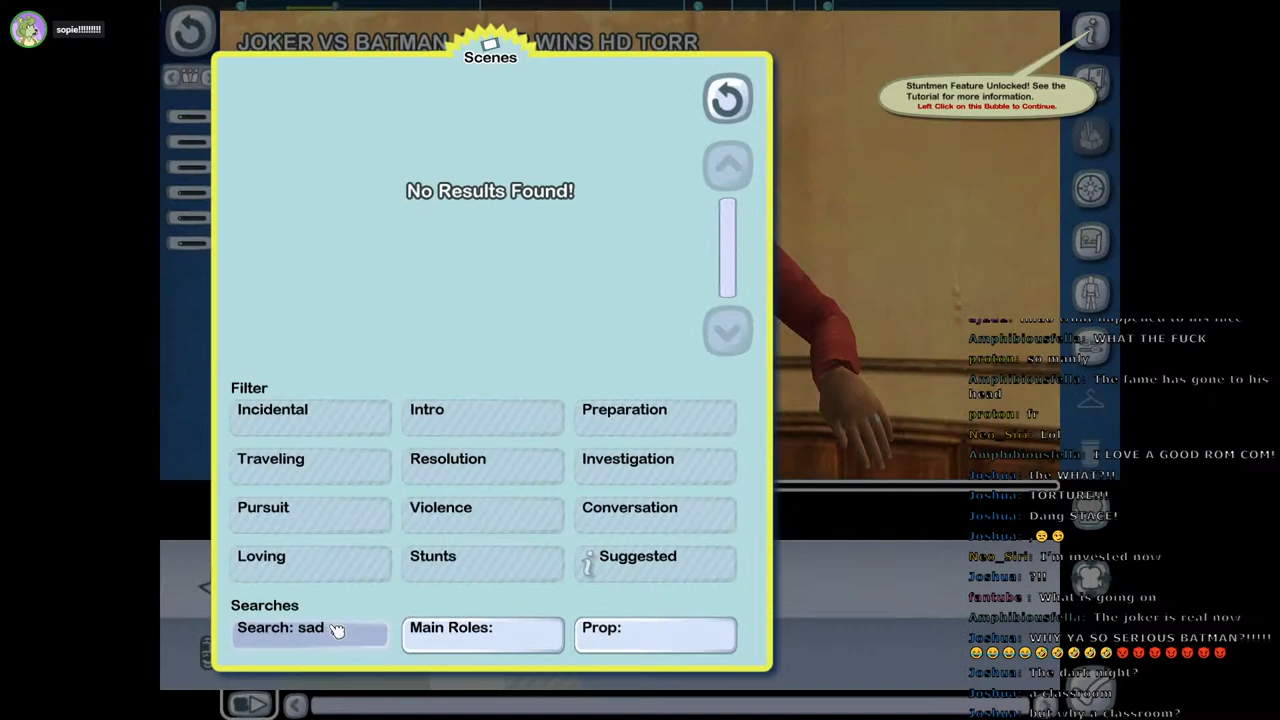 sopie!!!!!!!!!
JOKER VS BATMAN WINS HD TORR
Scenes
Stuntmen Feature Unlocked! See the
Tutorial for more information.
Left Click on this Bubble to Continue.
No Results Found!
Filter
Incidental
Intro
Preparation
Traveling
Resolution
Investigation
Pursuit
Violence
Conversation
Loving
Stunts
Suggested
Searches
Search: sad
Main Roles:
Prop:
Amphibiousfella: WHAT THE FUCK
proton: so manly
Amphibiousfella: The fame has gone to his
head
proton: fr
Neo_Siri: Lol
Amphibiousfella: I LOVE A GOOD ROM COM!
Joshua: the WHAT?!!
Joshua: TORTURE!!!
Joshua: Dang STACE!
Joshua: , 😏😏
Neo_Siri: I'm invested now
Joshua: ?!!
fantube : What is going on
Amphibiousfella: The joker is real now
Joshua: WHY YA SO SERIOUS BATMAN?!!!!!
Joshua: The dark night?
Joshua: a classroom
Joshua: but why a classroom?